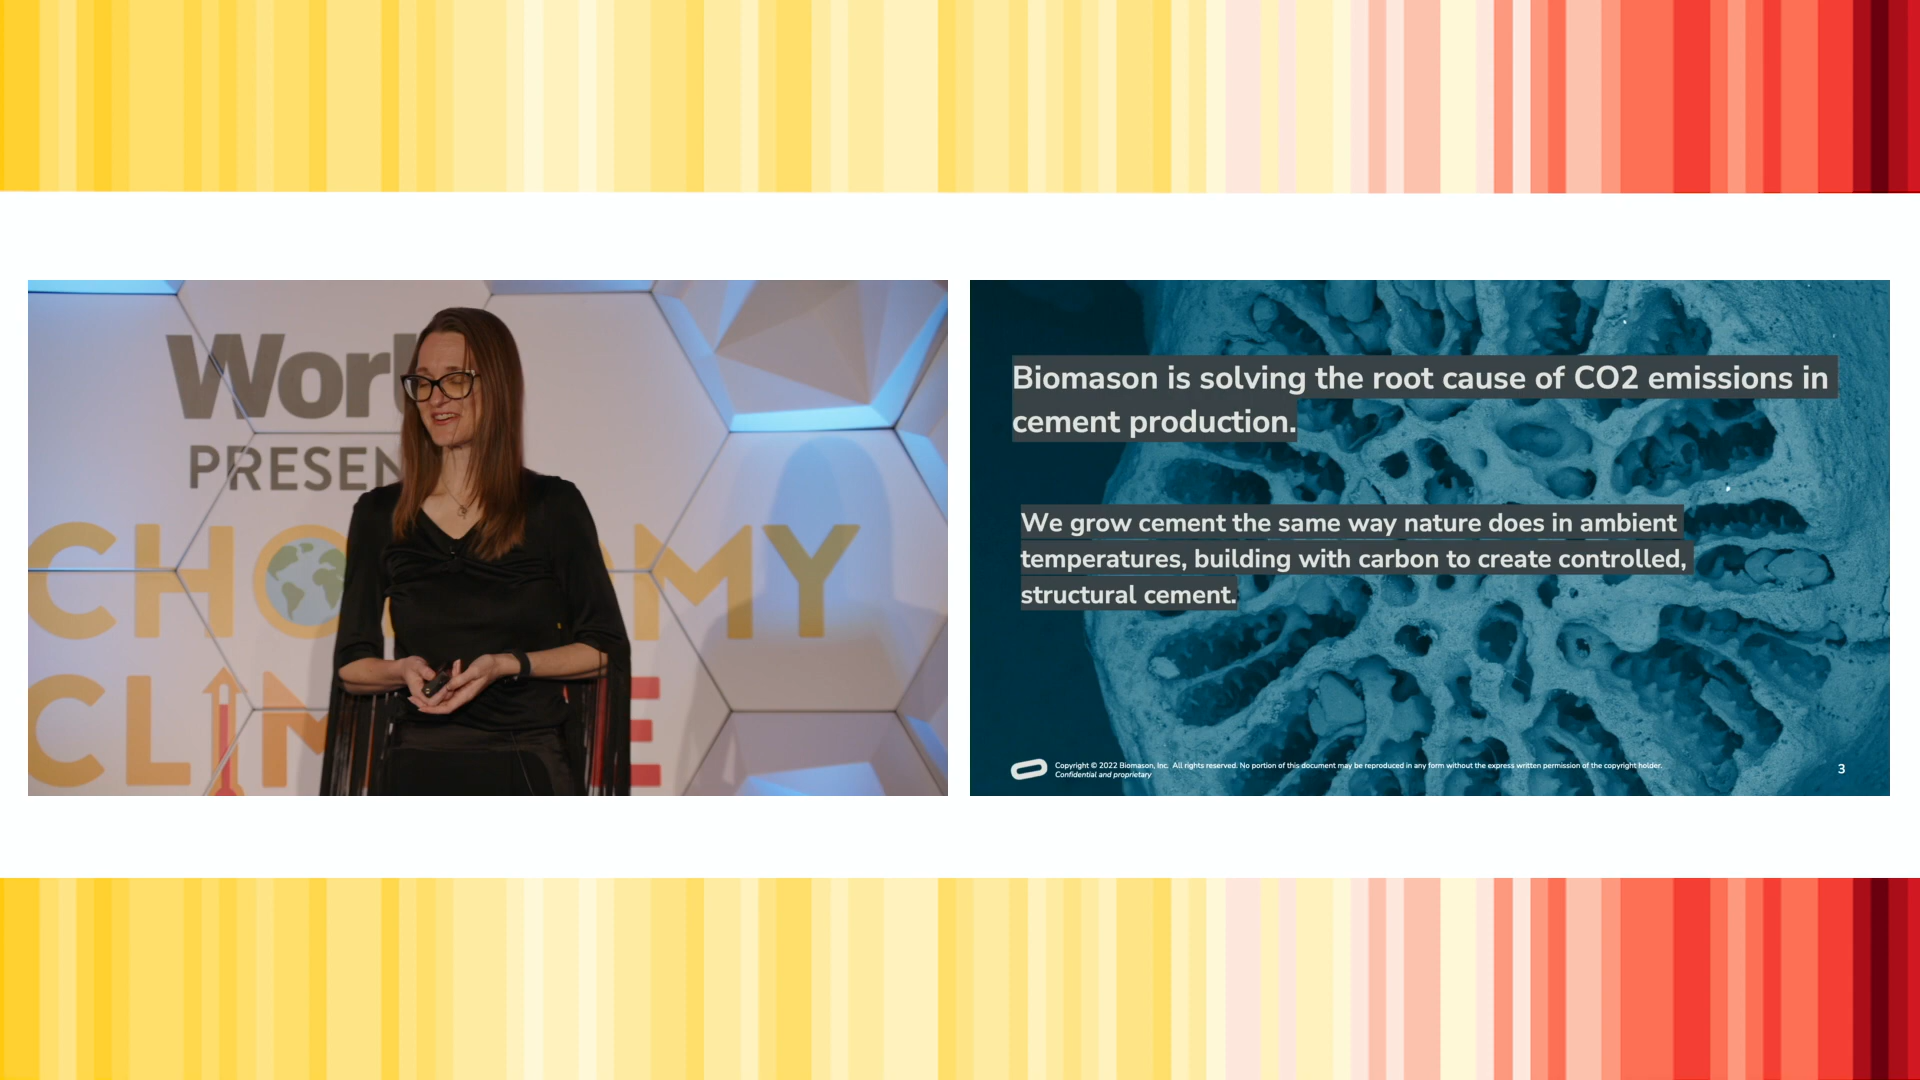 Worl
PRESEN
CHO MY
CLIM E
Biomason is solving the root cause of CO2 emissions in
cement production.
We grow cement the same way nature does in ambient
temperatures, building with carbon to create controlled,
structural cement.
Copyright © 2022 Biomason, Inc. All rights reserved. No portion of this document may be reproduced in any form without the express written permission of the copyright holder.
Confidential and proprietary
3